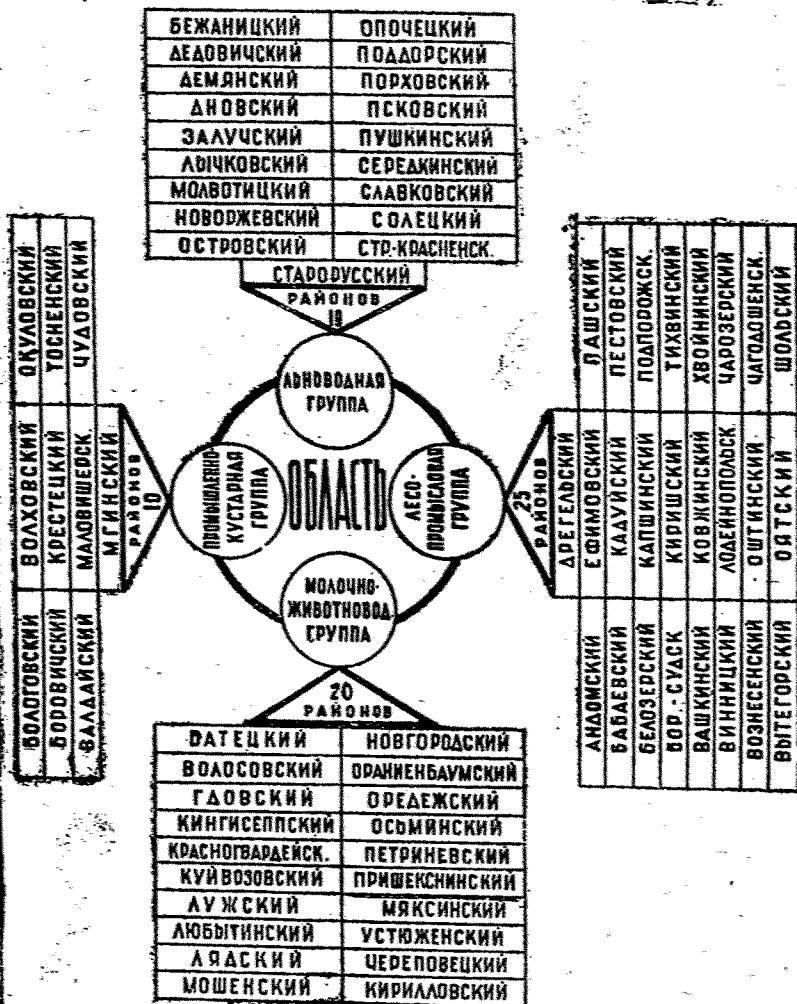 БЕЖАНИЦКИЙ ОПОЧЕЦКИЙ
ДЕДОВИЧСКИЙ ПОДДОРСКИЙ
ДЕМЯНСКИЙ ПОРХОВСКИЙ
ДНОВСКИЙ ПСКОВСКИЙ
ЗАЛУЧСКИЙ ПУШКИНСКИЙ
ЛЫЧКОВСКИЙ СЕРЕДКИНСКИЙ
МОЛВОТИЦКИЙ СЛАВКОВСКИЙ
НОВОРЖЕВСКИЙ СОЛЕЦКИЙ
ОСТРОВСКИЙ СТР-КРАСНЕНСК.
СТАРОРУССКИЙ
РАЙОНОВ
19
ЛЬНОВОДНАЯ
ГРУППА
ОКУЛОВСКИЙ
ТОСНЕНСКИЙ
ЧУДОВСКИЙ
ВОЛХОВСКИЙ
КРЕСТЕЦКИЙ
МАЛОВИШЕРСК.
МГИНСКИЙ
БОЛОГОВСКИЙ
БОРОВИЧСКИЙ
ВАЛДАЙСКИЙ
РАЙОНОВ
10
ПРОМЫШЛЕННО-
КУСТАРНАЯ
ГРУППА
ОБЛАСТЬ
ЛЕСО-
ПРОМЫСЛОВАЯ
ГРУППА
25
РАЙОНОВ
ПАШСКИЙ
ПЕСТОВСКИЙ
ПОДПОРОЖСК.
ТИХВИНСКИЙ
ХВОЙНИНСКИЙ
ЧАРОЗЕРСКИЙ
ЧАГОДОЩЕНСК.
ШОЛЬСКИЙ
ДРЕГЕЛЬСКИЙ
ЕФИМОВСКИЙ
КАДУЙСКИЙ
КАПШИНСКИЙ
КИРИШСКИЙ
КОВЖИНСКИЙ
ЛОДЕЙНОПОЛЬСК.
ОШТИНСКИЙ
ОЯТСКИЙ
АНДОМСКИЙ
БАБАЕВСКИЙ
БЕЛОЗЕРСКИЙ
БОР.-СУДСК
ВАШКИНСКИЙ
ВИННИЦКИЙ
ВОЗНЕСЕНСКИЙ
ВЫТЕГОРСКИЙ
МОЛОЧНО-
ЖИВОТНОВОД.
ГРУППА
20
РАЙОНОВ
БАТЕЦКИЙ НОВГОРОДСКИЙ
ВОЛОСОВСКИЙ ОРАНИЕНБАУМСКИЙ
ГДОВСКИЙ ОРЕДЕЖСКИЙ
КИНГИСЕППСКИЙ ОСЬМИНСКИЙ
КРАСНОГВАРДЕЙСК. ПЕТРИНЕВСКИЙ
КУЙВОЗОВСКИЙ ПРИШЕКСНИНСКИЙ
ЛУЖСКИЙ МЯКСИНСКИЙ
ЛЮБЫТИНСКИЙ УСТЮЖЕНСКИЙ
ЛЯДСКИЙ ЧЕРЕПОВЕЦКИЙ
МОШЕНСКИЙ КИРИЛЛОВСКИЙ